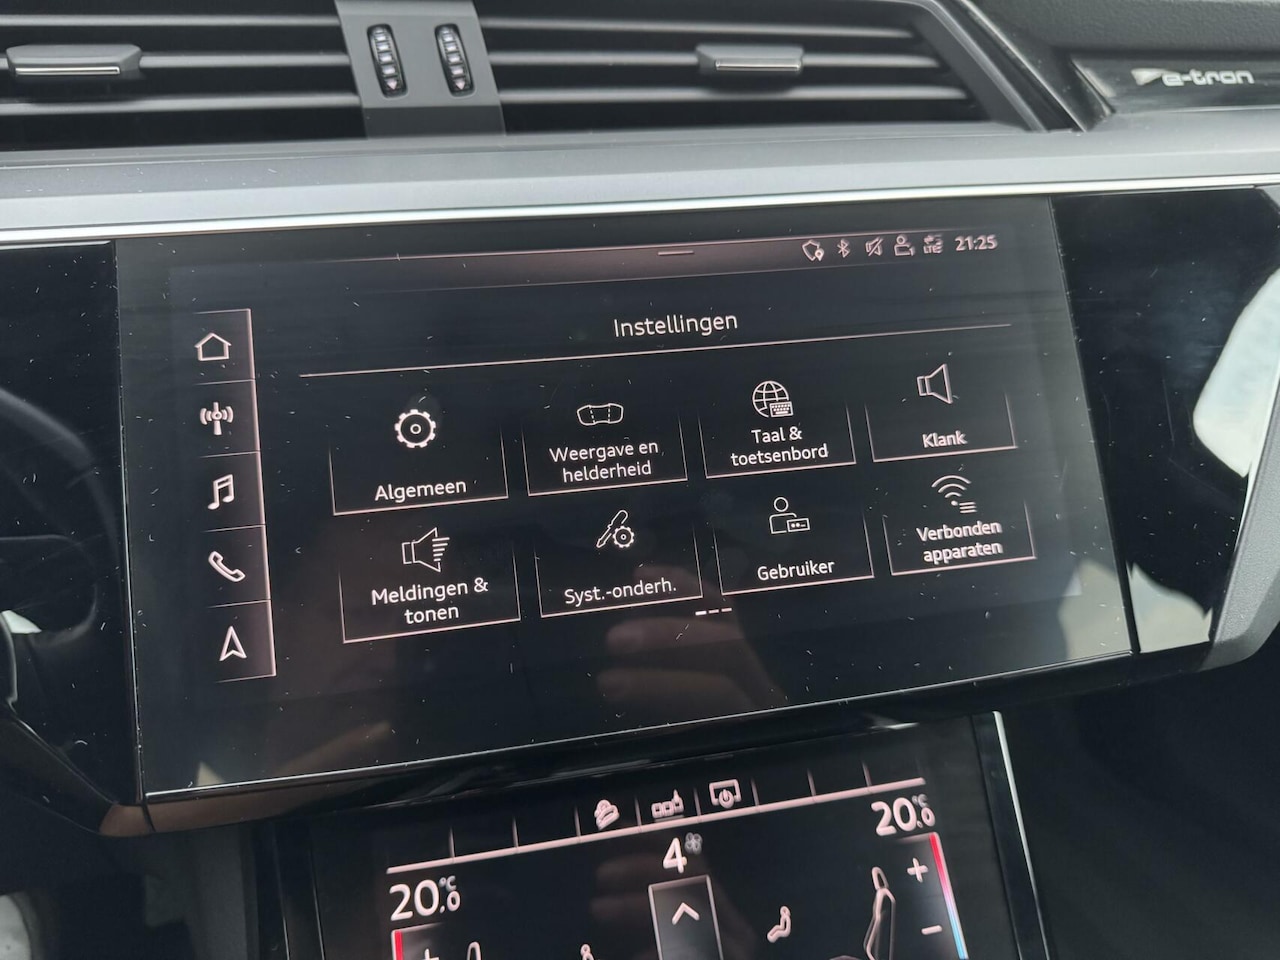 e-tron
LTE 21:25
Instellingen
Algemeen
Weergave en
helderheid
Taal &
toetsenbord
Klank
Meldingen &
tonen
Syst.-onderh.
Gebruiker
Verbonden
apparaten
20.0 °C
4
20.0 °C
+
-
+